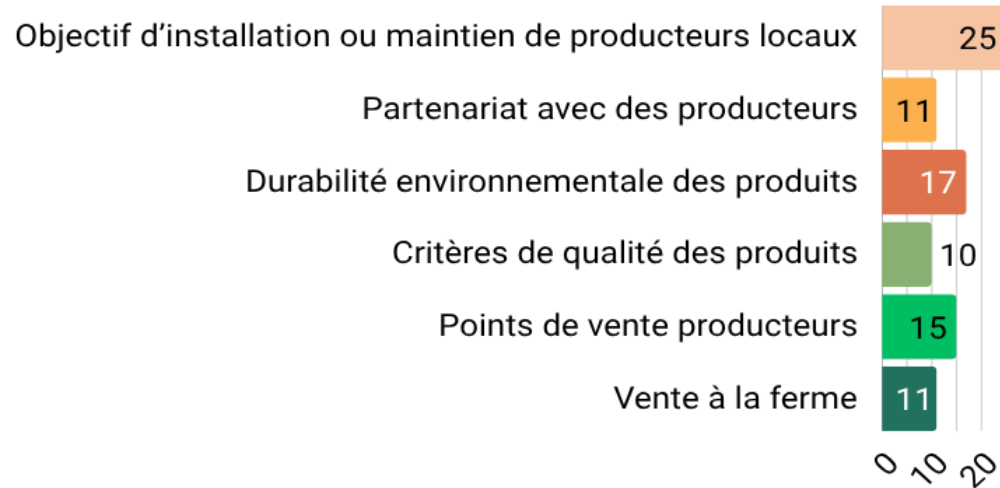 Objectif d’installation ou maintien de producteurs locaux 25
Partenariat avec des producteurs 11
Durabilité environnementale des produits 17
Critères de qualité des produits 10
Points de vente producteurs 15
Vente à la ferme 11
0 10 20